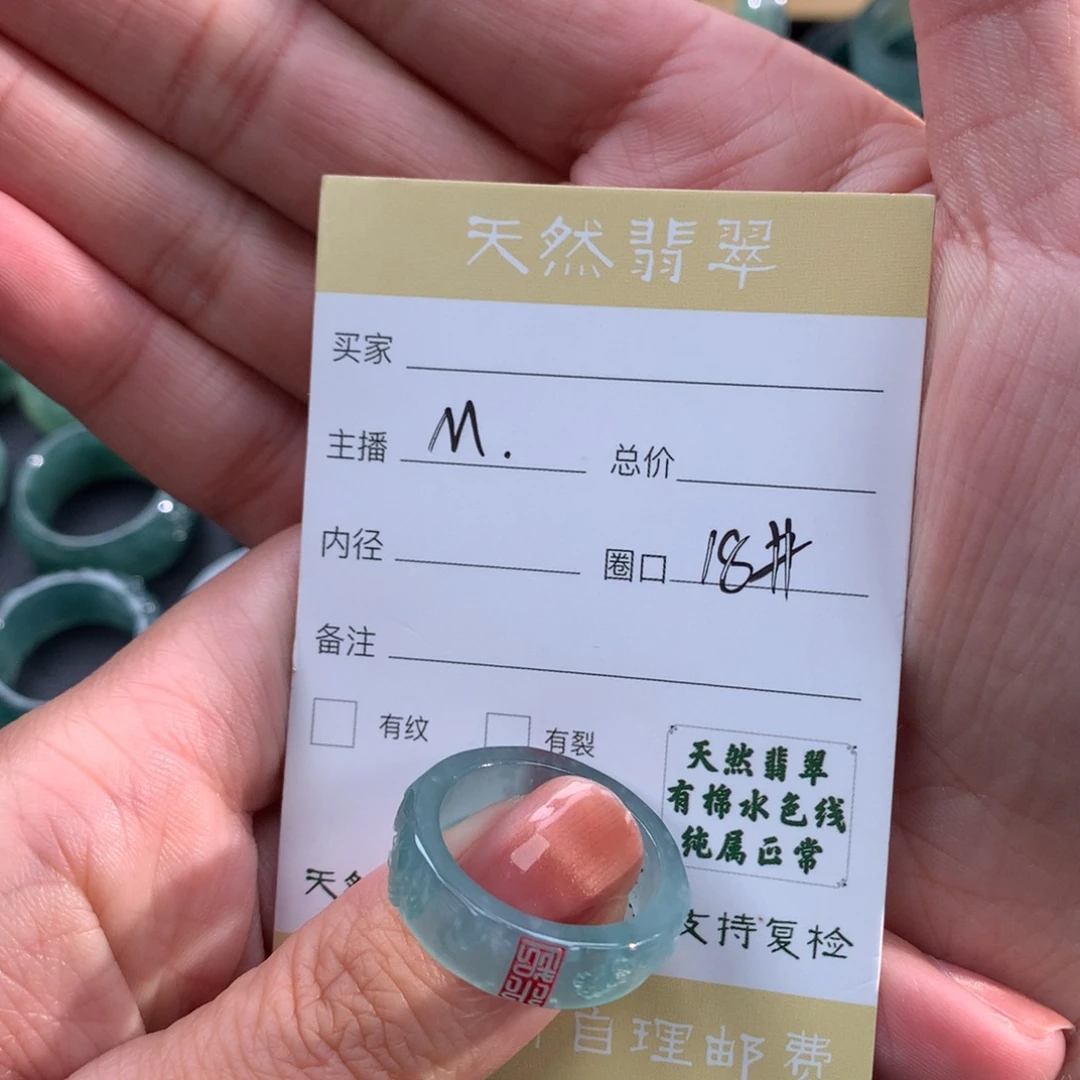 天然翡翠
买家
主播 M. 总价
内径 圈口 18#
备注
有纹 有裂
天然翡翠
有棉水色线
纯属正常
天然 支持复检
自理邮费